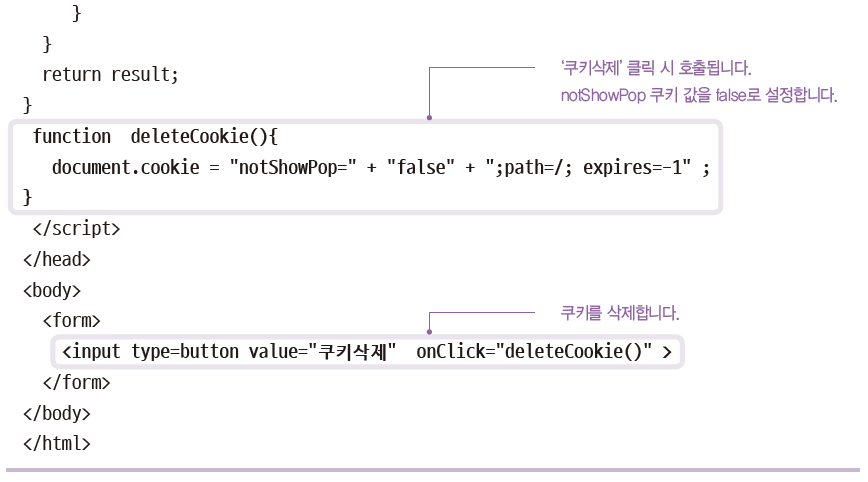 }
}
return result;
}
'쿠키삭제' 클릭 시 호출됩니다.
notShowPop 쿠키 값을 false로 설정합니다.
function  deleteCookie(){
document.cookie = "notShowPop=" + "false" + ";path=/; expires=-1" ;
}
</script>
</head>
<body>
<form>
쿠키를 삭제합니다.
<input type=button value="쿠키삭제"  onClick="deleteCookie()" >
</form>
</body>
</html>